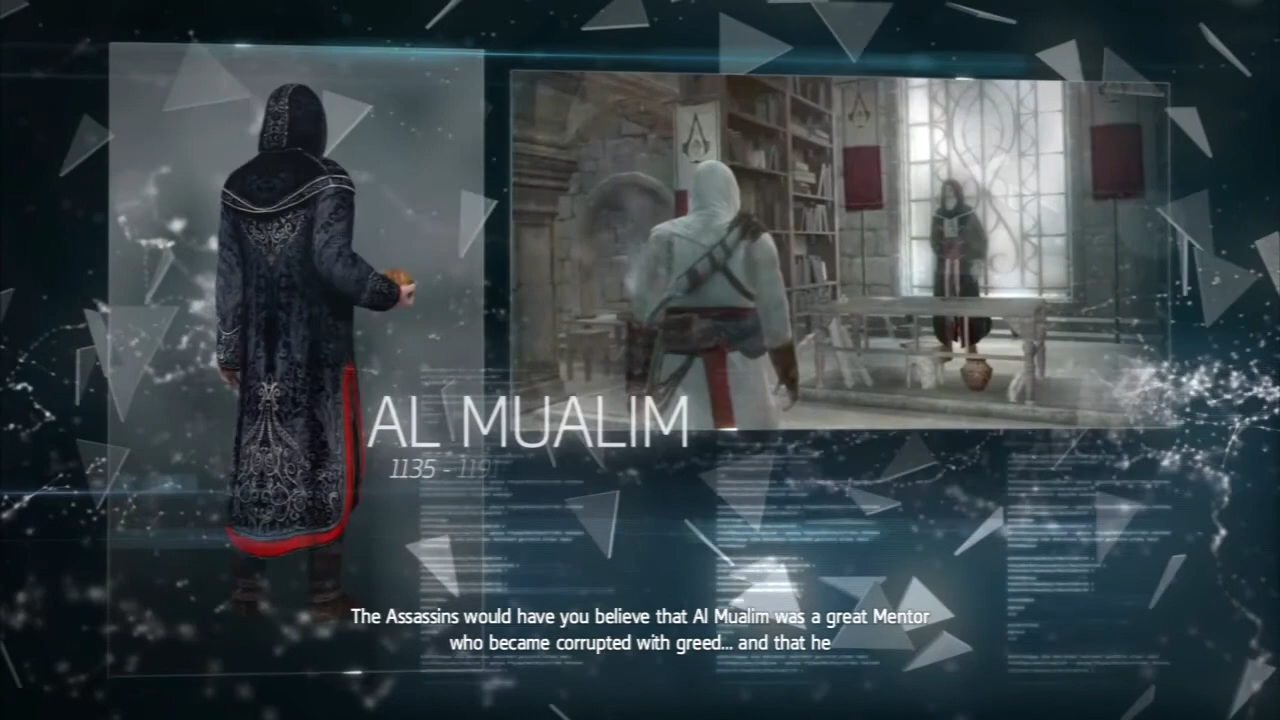 AL MUALIM
1135 - 1191
The Assassins would have you believe that Al Mualim was a great Mentor
who became corrupted with greed... and that he